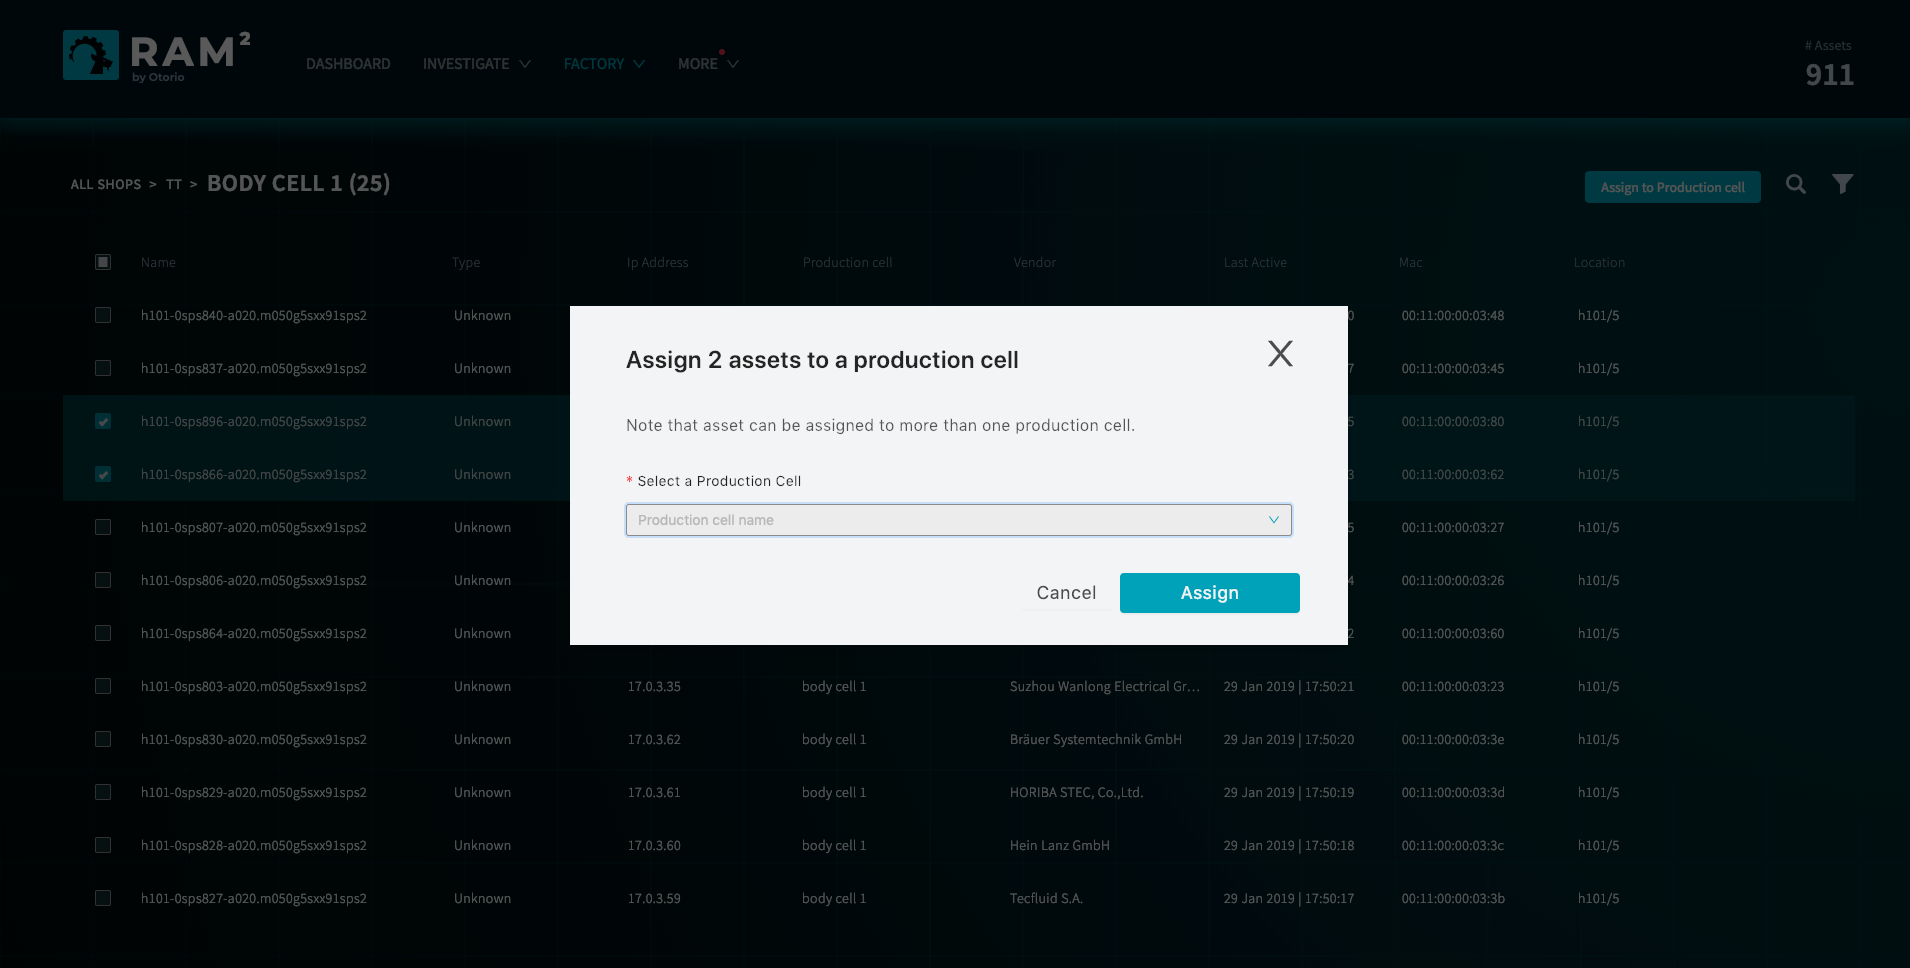 RAM²
by Otorio
DASHBOARD INVESTIGATE FACTORY MORE
# Assets
911
ALL SHOPS > TT > BODY CELL 1 (25)
Assign to Production cell
Name Type Ip Address Production cell Vendor Last Active Mac Location
h101-0sps840-a020.m050g5sxx91sps2 Unknown 0 00:11:00:00:03:48 h101/5
h101-0sps837-a020.m050g5sxx91sps2 Unknown 7 00:11:00:00:03:45 h101/5
h101-0sps896-a020.m050g5sxx91sps2 Unknown 5 00:11:00:00:03:80 h101/5
h101-0sps866-a020.m050g5sxx91sps2 Unknown 3 00:11:00:00:03:62 h101/5
h101-0sps807-a020.m050g5sxx91sps2 Unknown 5 00:11:00:00:03:27 h101/5
h101-0sps806-a020.m050g5sxx91sps2 Unknown 4 00:11:00:00:03:26 h101/5
h101-0sps864-a020.m050g5sxx91sps2 Unknown 2 00:11:00:00:03:60 h101/5
h101-0sps803-a020.m050g5sxx91sps2 Unknown 17.0.3.35 body cell 1 Suzhou Wanlong Electrical Gr... 29 Jan 2019 | 17:50:21 00:11:00:00:03:23 h101/5
h101-0sps830-a020.m050g5sxx91sps2 Unknown 17.0.3.62 body cell 1 Bräuer Systemtechnik GmbH 29 Jan 2019 | 17:50:20 00:11:00:00:03:3e h101/5
h101-0sps829-a020.m050g5sxx91sps2 Unknown 17.0.3.61 body cell 1 HORIBA STEC, Co.,Ltd. 29 Jan 2019 | 17:50:19 00:11:00:00:03:3d h101/5
h101-0sps828-a020.m050g5sxx91sps2 Unknown 17.0.3.60 body cell 1 Hein Lanz GmbH 29 Jan 2019 | 17:50:18 00:11:00:00:03:3c h101/5
h101-0sps827-a020.m050g5sxx91sps2 Unknown 17.0.3.59 body cell 1 Tecfluid S.A. 29 Jan 2019 | 17:50:17 00:11:00:00:03:3b h101/5
Assign 2 assets to a production cell
Note that asset can be assigned to more than one production cell.
* Select a Production Cell
Production cell name
Cancel Assign